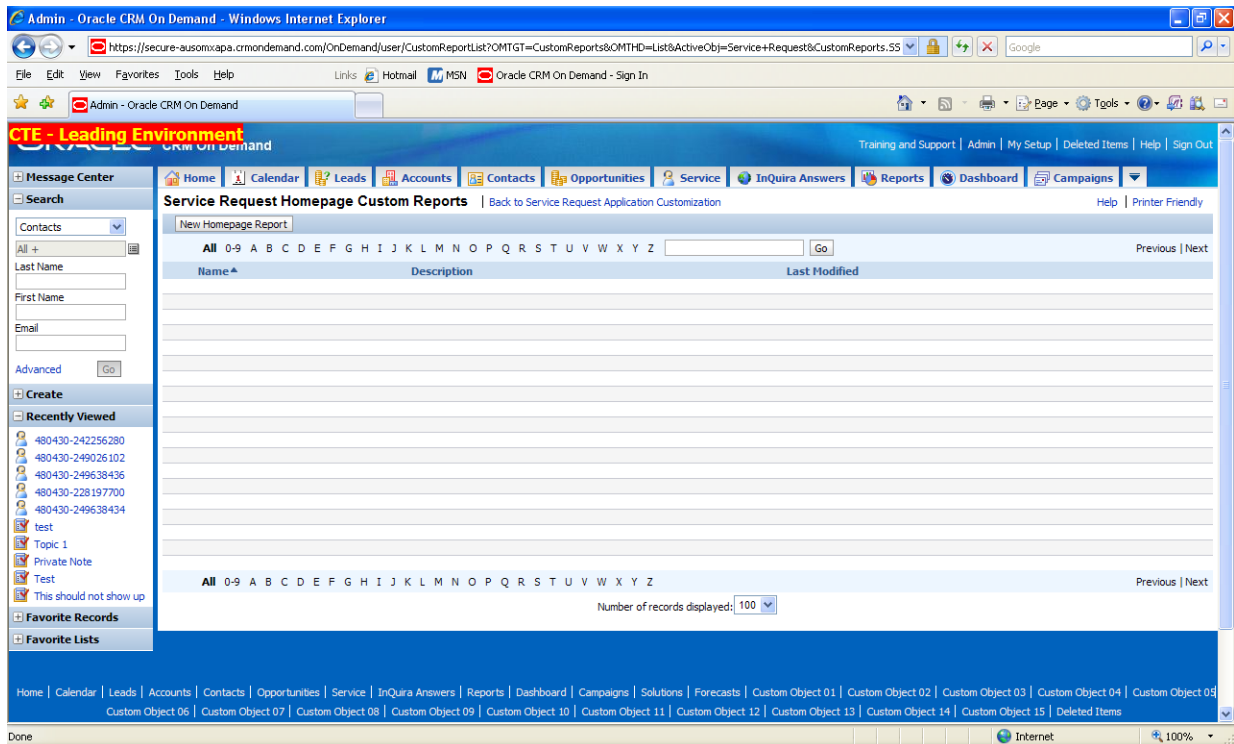 Admin - Oracle CRM On Demand - Windows Internet Explorer
https://secure-ausomxapa.crmondemand.com/OnDemand/user/CustomReportList?OMTGT=CustomReports&OMTHD=List&ActiveObj=Service+Request&CustomReports.SS
Google
File Edit View Favorites Tools Help
Links Hotmail MSN Oracle CRM On Demand - Sign In
Admin - Oracle CRM On Demand
Page Tools
CTE - Leading Environment
ORACLE CRM On Demand
Training and Support | Admin | My Setup | Deleted Items | Help | Sign Out
Message Center
Home Calendar Leads Accounts Contacts Opportunities Service InQuira Answers Reports Dashboard Campaigns
Search
Service Request Homepage Custom Reports | Back to Service Request Application Customization
Help | Printer Friendly
Contacts
New Homepage Report
All +
All 0-9 A B C D E F G H I J K L M N O P Q R S T U V W X Y Z Go
Previous | Next
Last Name
Name Description Last Modified
First Name
Email
Advanced Go
Create
Recently Viewed
480430-242256280
480430-249026102
480430-249638436
480430-228197700
480430-249638434
test
Topic 1
Private Note
Test
This should not show up
All 0-9 A B C D E F G H I J K L M N O P Q R S T U V W X Y Z
Previous | Next
Number of records displayed: 100
Favorite Records
Favorite Lists
Home | Calendar | Leads | Accounts | Contacts | Opportunities | Service | InQuira Answers | Reports | Dashboard | Campaigns | Solutions | Forecasts | Custom Object 01 | Custom Object 02 | Custom Object 03 | Custom Object 04 | Custom Object 05
Custom Object 06 | Custom Object 07 | Custom Object 08 | Custom Object 09 | Custom Object 10 | Custom Object 11 | Custom Object 12 | Custom Object 13 | Custom Object 14 | Custom Object 15 | Deleted Items
Done
Internet
100%